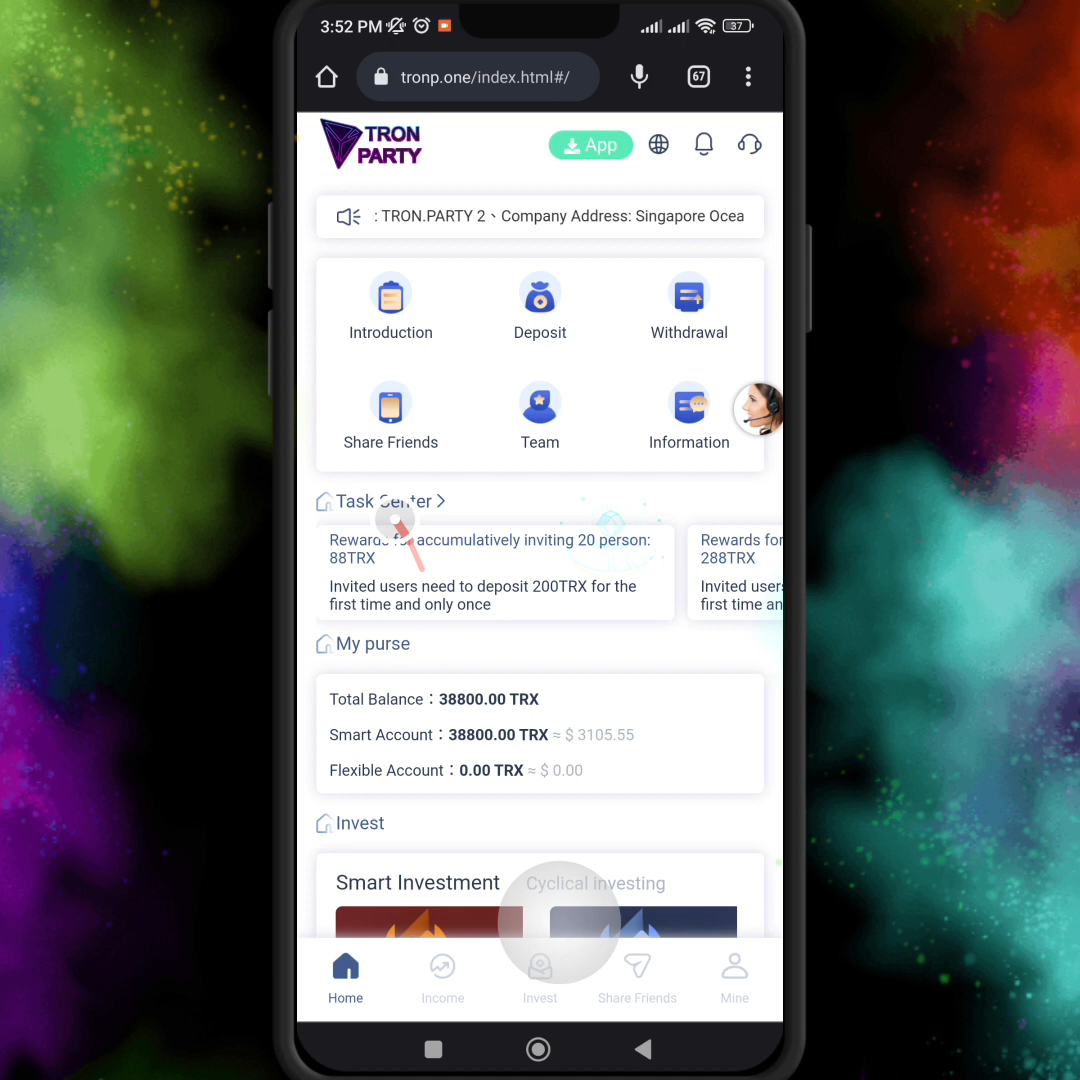 3:52 PM
37
tronp.one/index.html#/
67
TRON
PARTY
App
: TRON.PARTY 2、Company Address: Singapore Ocea
Introduction
Deposit
Withdrawal
Share Friends
Team
Information
Task Center
Rewards for accumulatively inviting 20 person:
88TRX
Invited users need to deposit 200TRX for the
first time and only once
Rewards for
288TRX
Invited users
first time an
My purse
Total Balance：38800.00 TRX
Smart Account：38800.00 TRX ≈ $ 3105.55
Flexible Account：0.00 TRX ≈ $ 0.00
Invest
Smart Investment
Cyclical investing
Home
Income
Invest
Share Friends
Mine